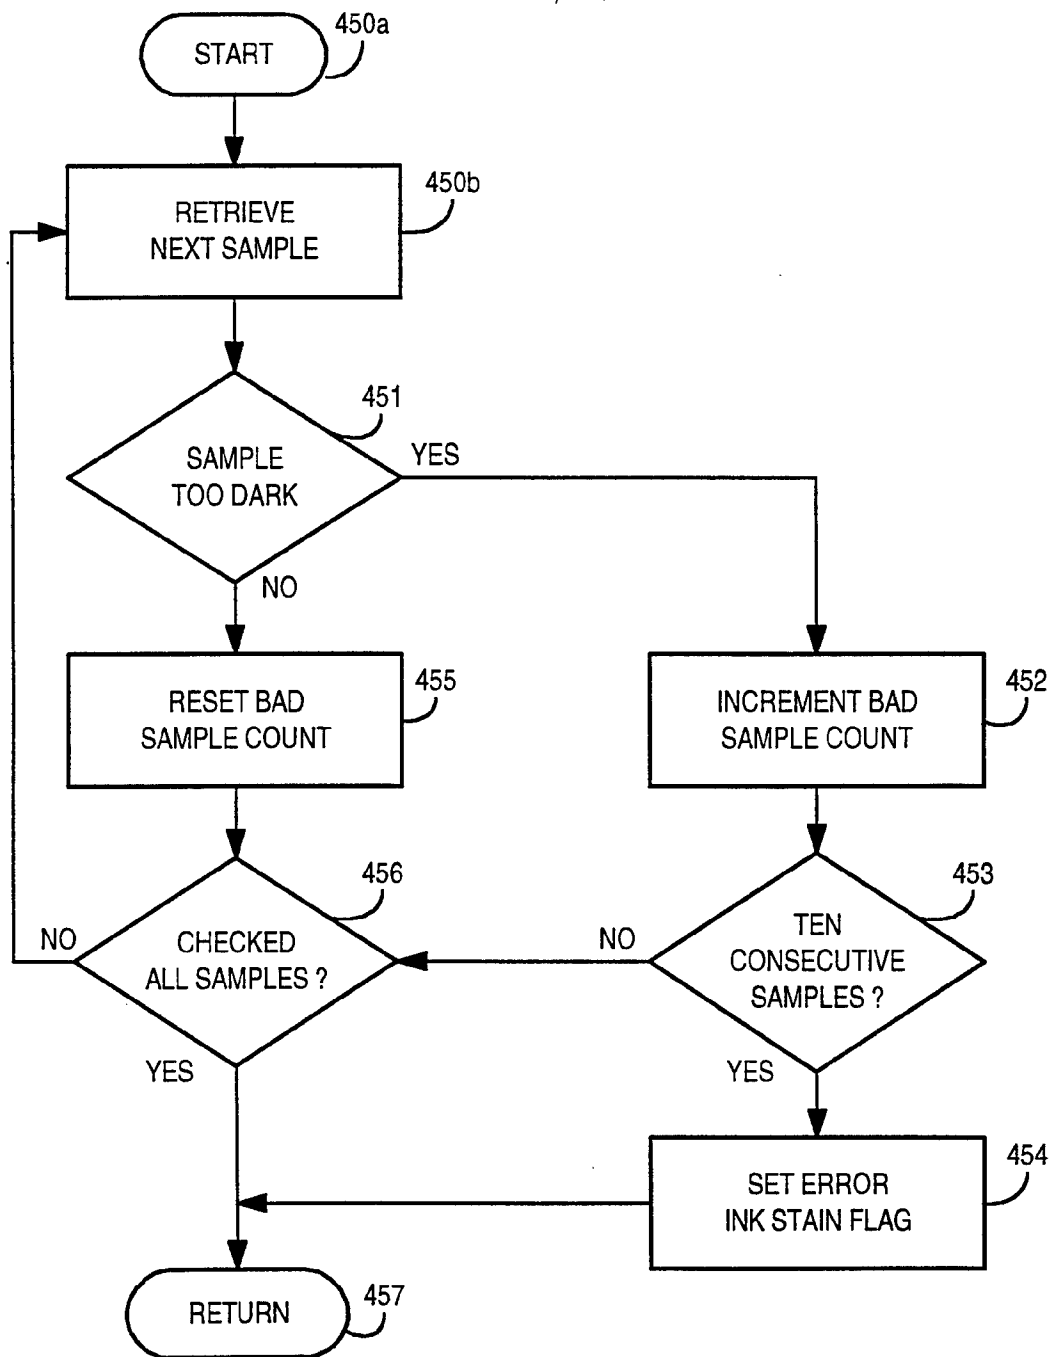 450a
START
450b
RETRIEVE
NEXT SAMPLE
451
SAMPLE
TOO DARK
YES
NO
455
RESET BAD
SAMPLE COUNT
452
INCREMENT BAD
SAMPLE COUNT
456
CHECKED
ALL SAMPLES ?
NO
YES
453
TEN
CONSECUTIVE
SAMPLES ?
NO
YES
454
SET ERROR
INK STAIN FLAG
RETURN
457